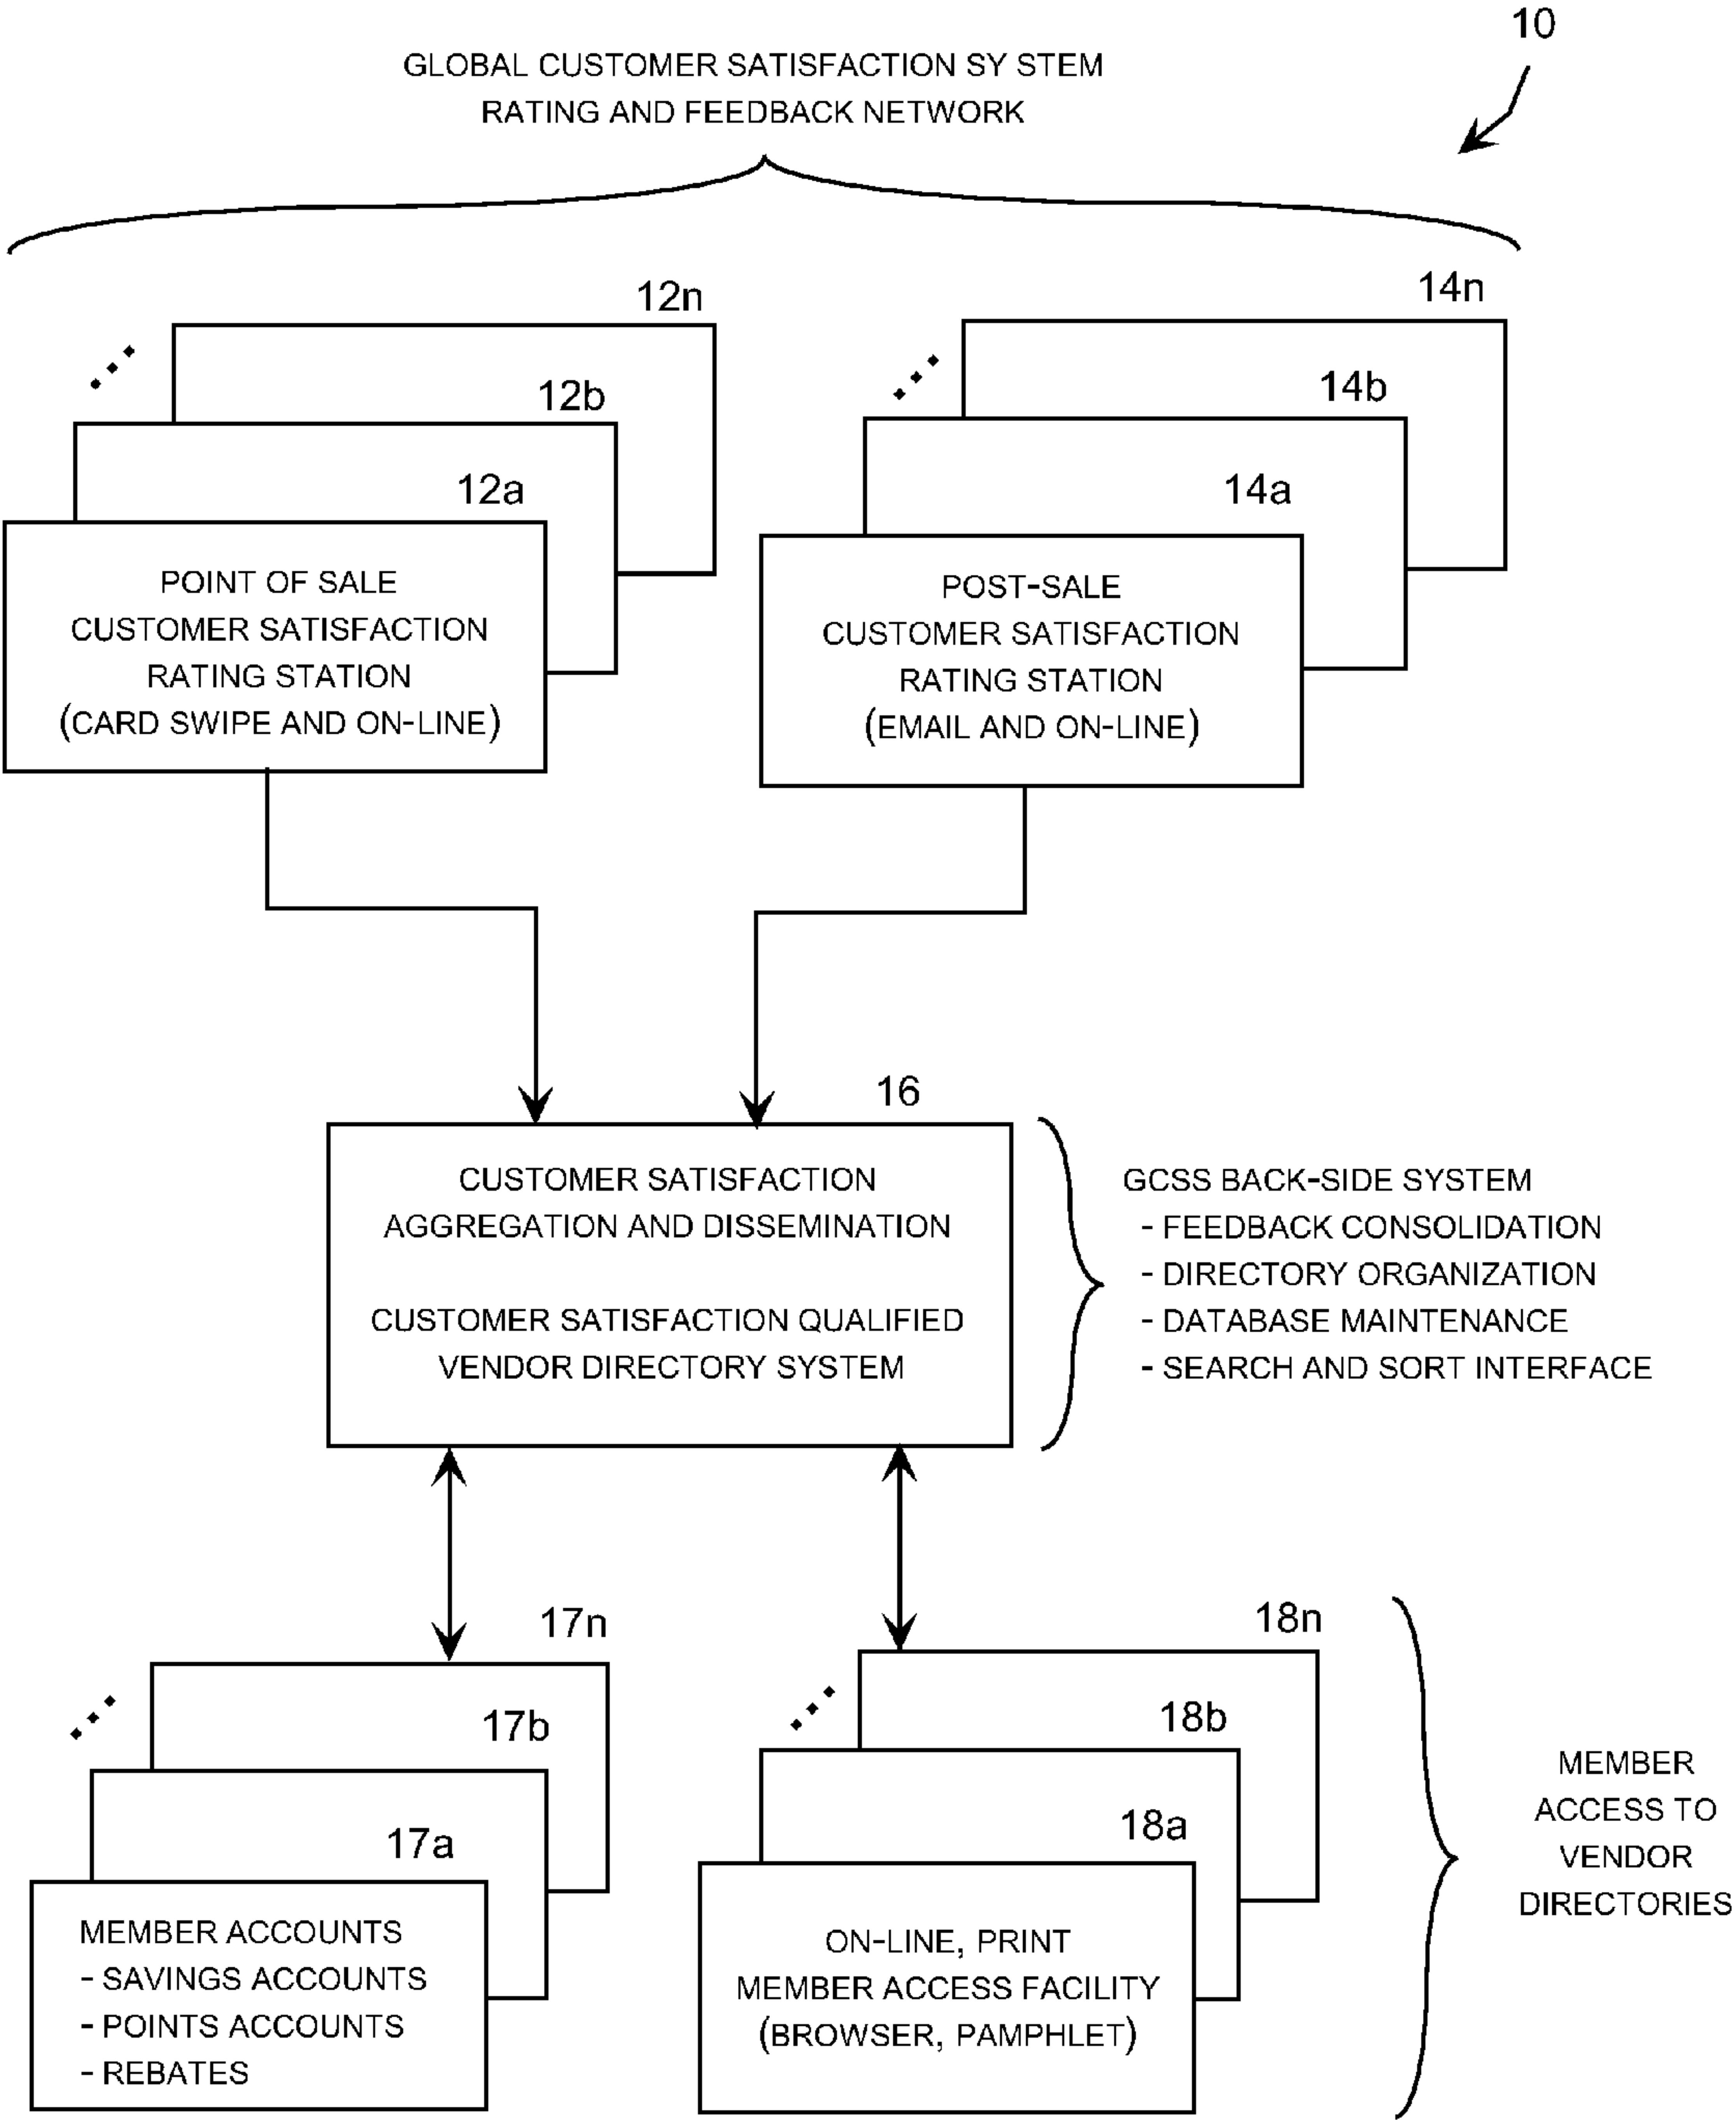 10
GLOBAL CUSTOMER SATISFACTION SY STEM
RATING AND FEEDBACK NETWORK
12n
12b
12a
POINT OF SALE
CUSTOMER SATISFACTION
RATING STATION
(CARD SWIPE AND ON-LINE)
14n
14b
14a
POST-SALE
CUSTOMER SATISFACTION
RATING STATION
(EMAIL AND ON-LINE)
16
CUSTOMER SATISFACTION
AGGREGATION AND DISSEMINATION
CUSTOMER SATISFACTION QUALIFIED
VENDOR DIRECTORY SYSTEM
GCSS BACK-SIDE SYSTEM
- FEEDBACK CONSOLIDATION
- DIRECTORY ORGANIZATION
- DATABASE MAINTENANCE
- SEARCH AND SORT INTERFACE
17n
17b
17a
MEMBER ACCOUNTS
- SAVINGS ACCOUNTS
- POINTS ACCOUNTS
- REBATES
18n
18b
18a
ON-LINE, PRINT
MEMBER ACCESS FACILITY
(BROWSER, PAMPHLET)
MEMBER
ACCESS TO
VENDOR
DIRECTORIES